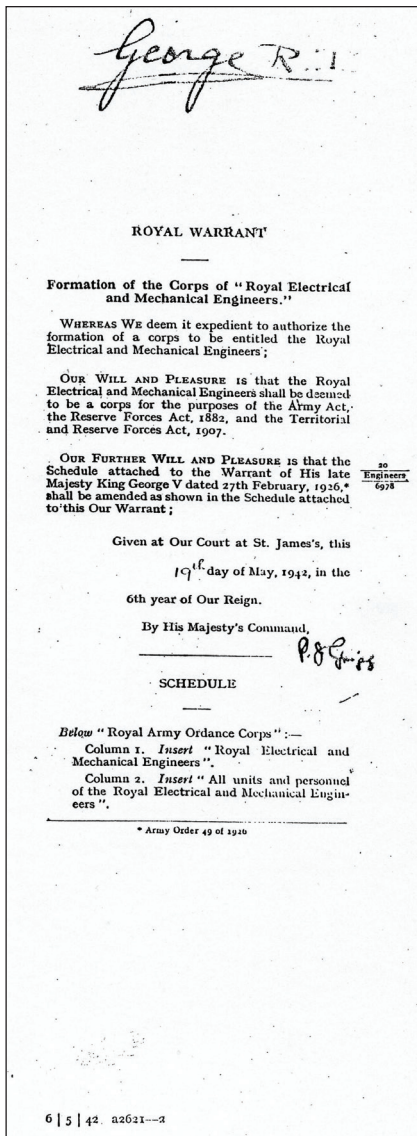 George R.I.
ROYAL WARRANT
Formation of the Corps of "Royal Electrical
and Mechanical Engineers."
WHEREAS WE deem it expedient to authorize the
formation of a corps to be entitled the Royal
Electrical and Mechanical Engineers;
OUR WILL AND PLEASURE IS that the Royal
Electrical and Mechanical Engineers shall be deemed
to be a corps for the purposes of the Army Act,
the Reserve Forces Act, 1882, and the Territorial
and Reserve Forces Act, 1907.
OUR FURTHER WILL AND PLEASURE IS that the
Schedule attached to the Warrant of His late
Majesty King George V dated 27th February, 1926,*
shall be amended as shown in the Schedule attached
to this Our Warrant;
20
Engineers
6978
Given at Our Court at St. James's, this
19th day of May, 1942, in the
6th year of Our Reign.
By His Majesty's Command,
P. J. Grigg
SCHEDULE
Below "Royal Army Ordance Corps":—
Column 1. Insert "Royal Electrical and
Mechanical Engineers".
Column 2. Insert "All units and personnel
of the Royal Electrical and Mechanical Engin-
eers".
* Army Order 49 of 1926
6 | 5 | 42 a2621—2